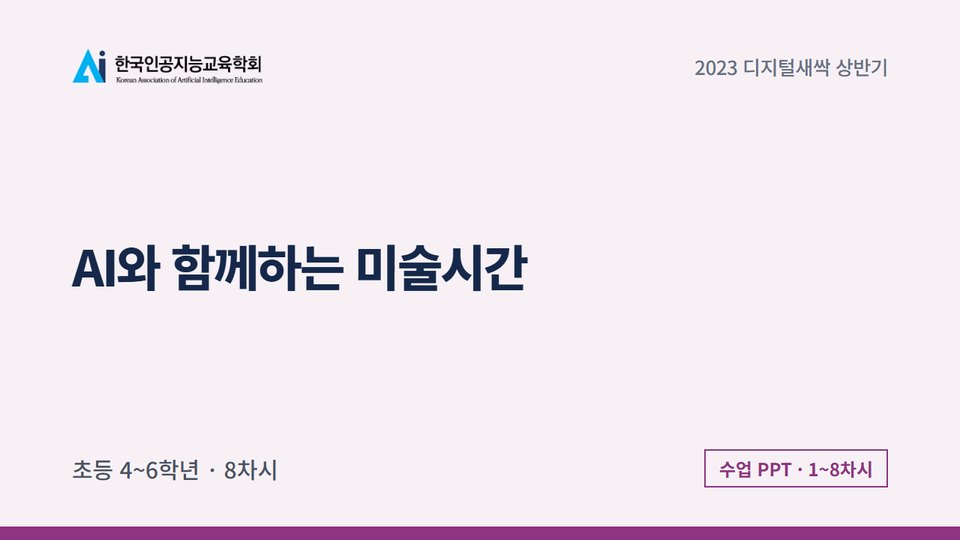 Ai 한국인공지능교육학회
Korean Association of Artificial Intelligence Education
2023 디지털새싹 상반기
AI와 함께하는 미술시간
초등 4~6학년 · 8차시
수업 PPT · 1~8차시